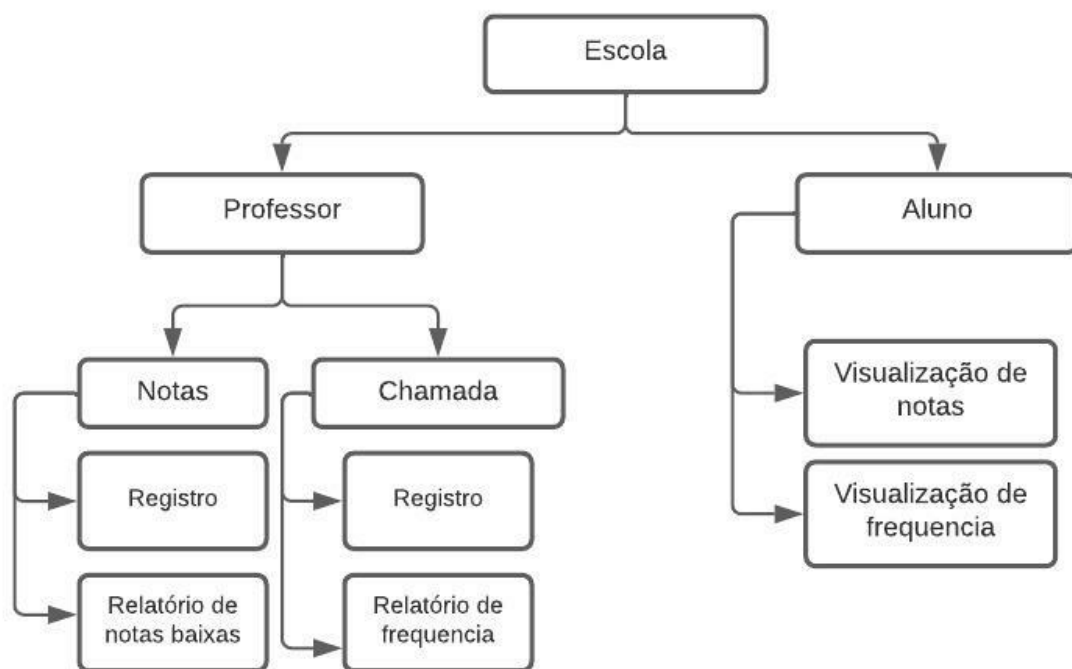 Escola
Professor
Aluno
Notas
Chamada
Visualização de
notas
Registro
Registro
Visualização de
frequencia
Relatório de
notas baixas
Relatório de
frequencia